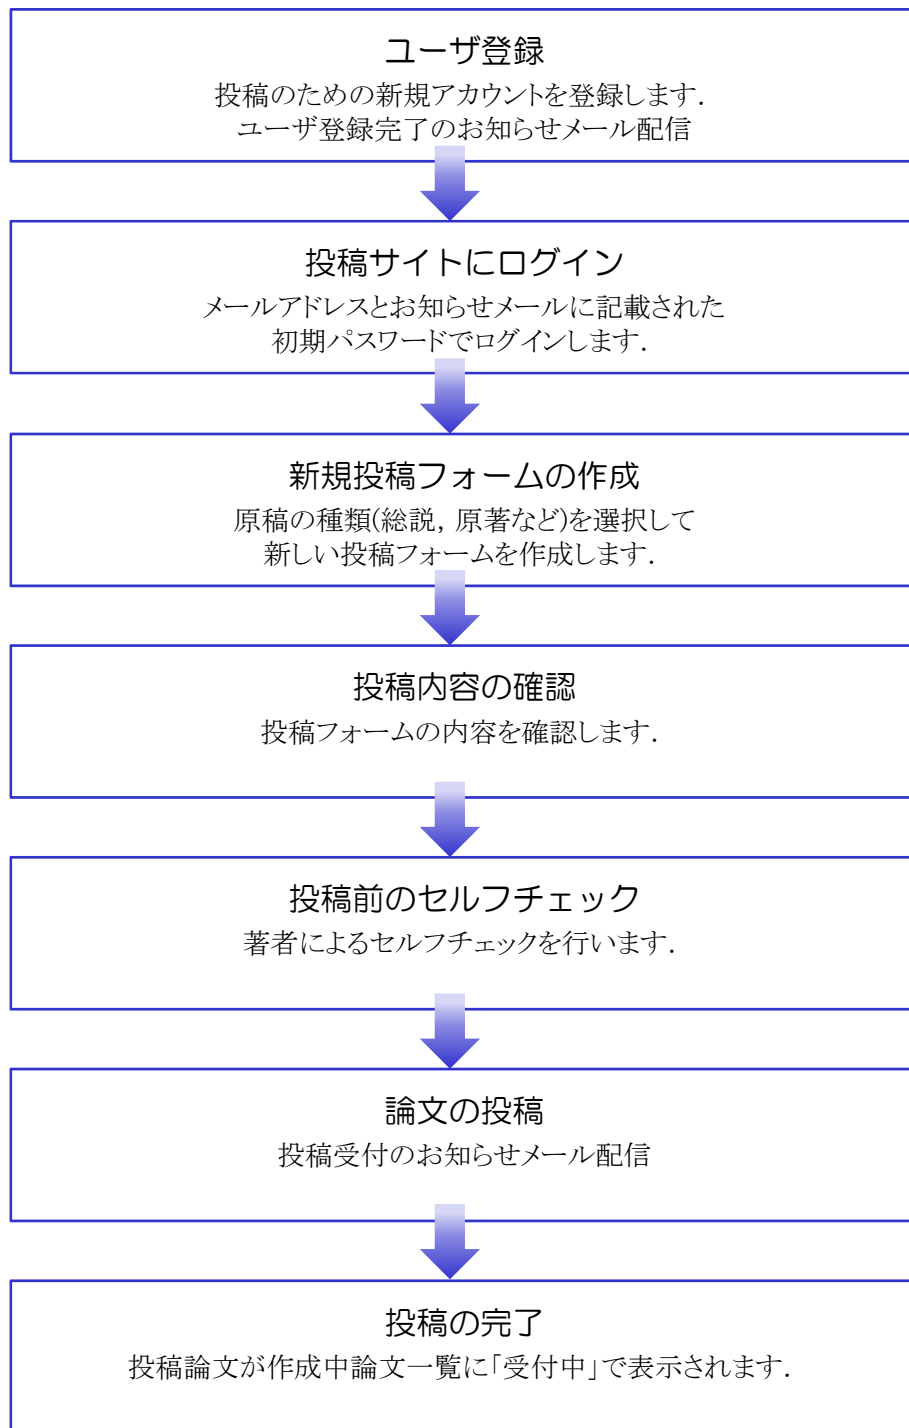 ユーザ登録
投稿のための新規アカウントを登録します.
ユーザ登録完了のお知らせメール配信
投稿サイトにログイン
メールアドレスとお知らせメールに記載された
初期パスワードでログインします.
新規投稿フォームの作成
原稿の種類(総説, 原著など)を選択して
新しい投稿フォームを作成します.
投稿内容の確認
投稿フォームの内容を確認します.
投稿前のセルフチェック
著者によるセルフチェックを行います.
論文の投稿
投稿受付のお知らせメール配信
投稿の完了
投稿論文が作成中論文一覧に「受付中」で表示されます.